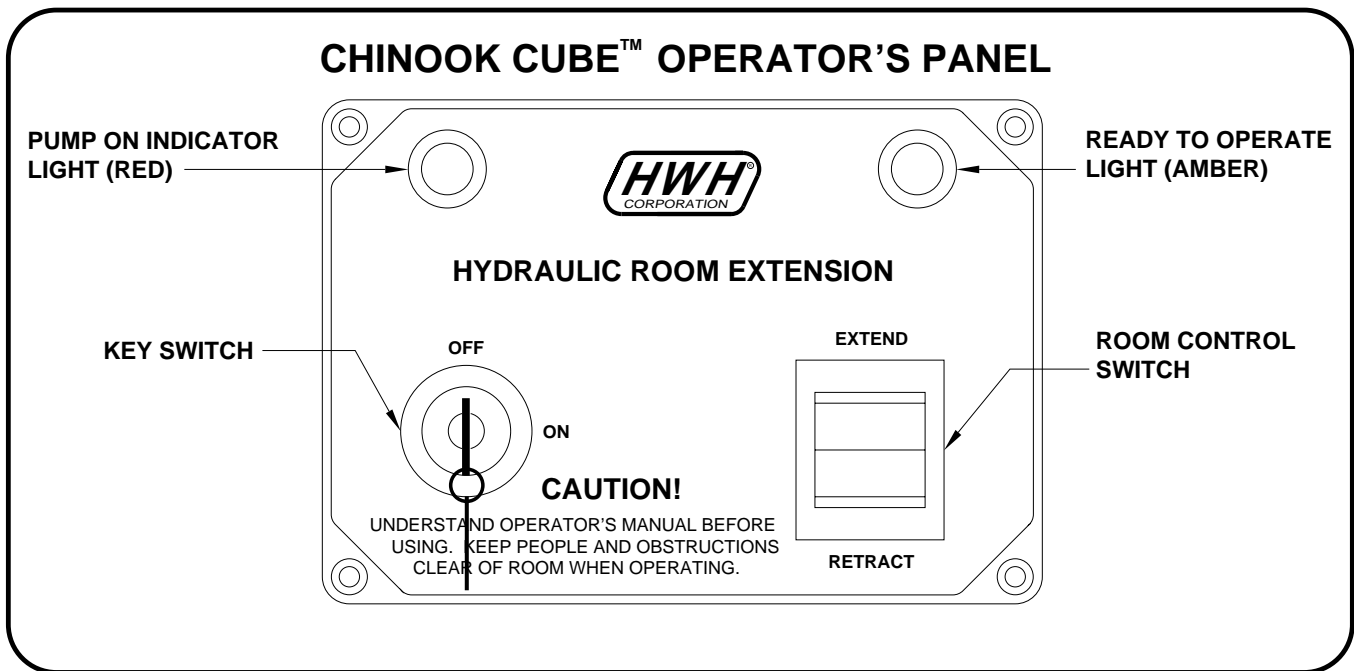 CHINOOK CUBE™ OPERATOR'S PANEL
PUMP ON INDICATOR
LIGHT (RED)
READY TO OPERATE
LIGHT (AMBER)
HWH®
CORPORATION
HYDRAULIC ROOM EXTENSION
KEY SWITCH
OFF
ON
EXTEND
ROOM CONTROL
SWITCH
CAUTION!
UNDERSTAND OPERATOR'S MANUAL BEFORE
USING. KEEP PEOPLE AND OBSTRUCTIONS
CLEAR OF ROOM WHEN OPERATING.
RETRACT